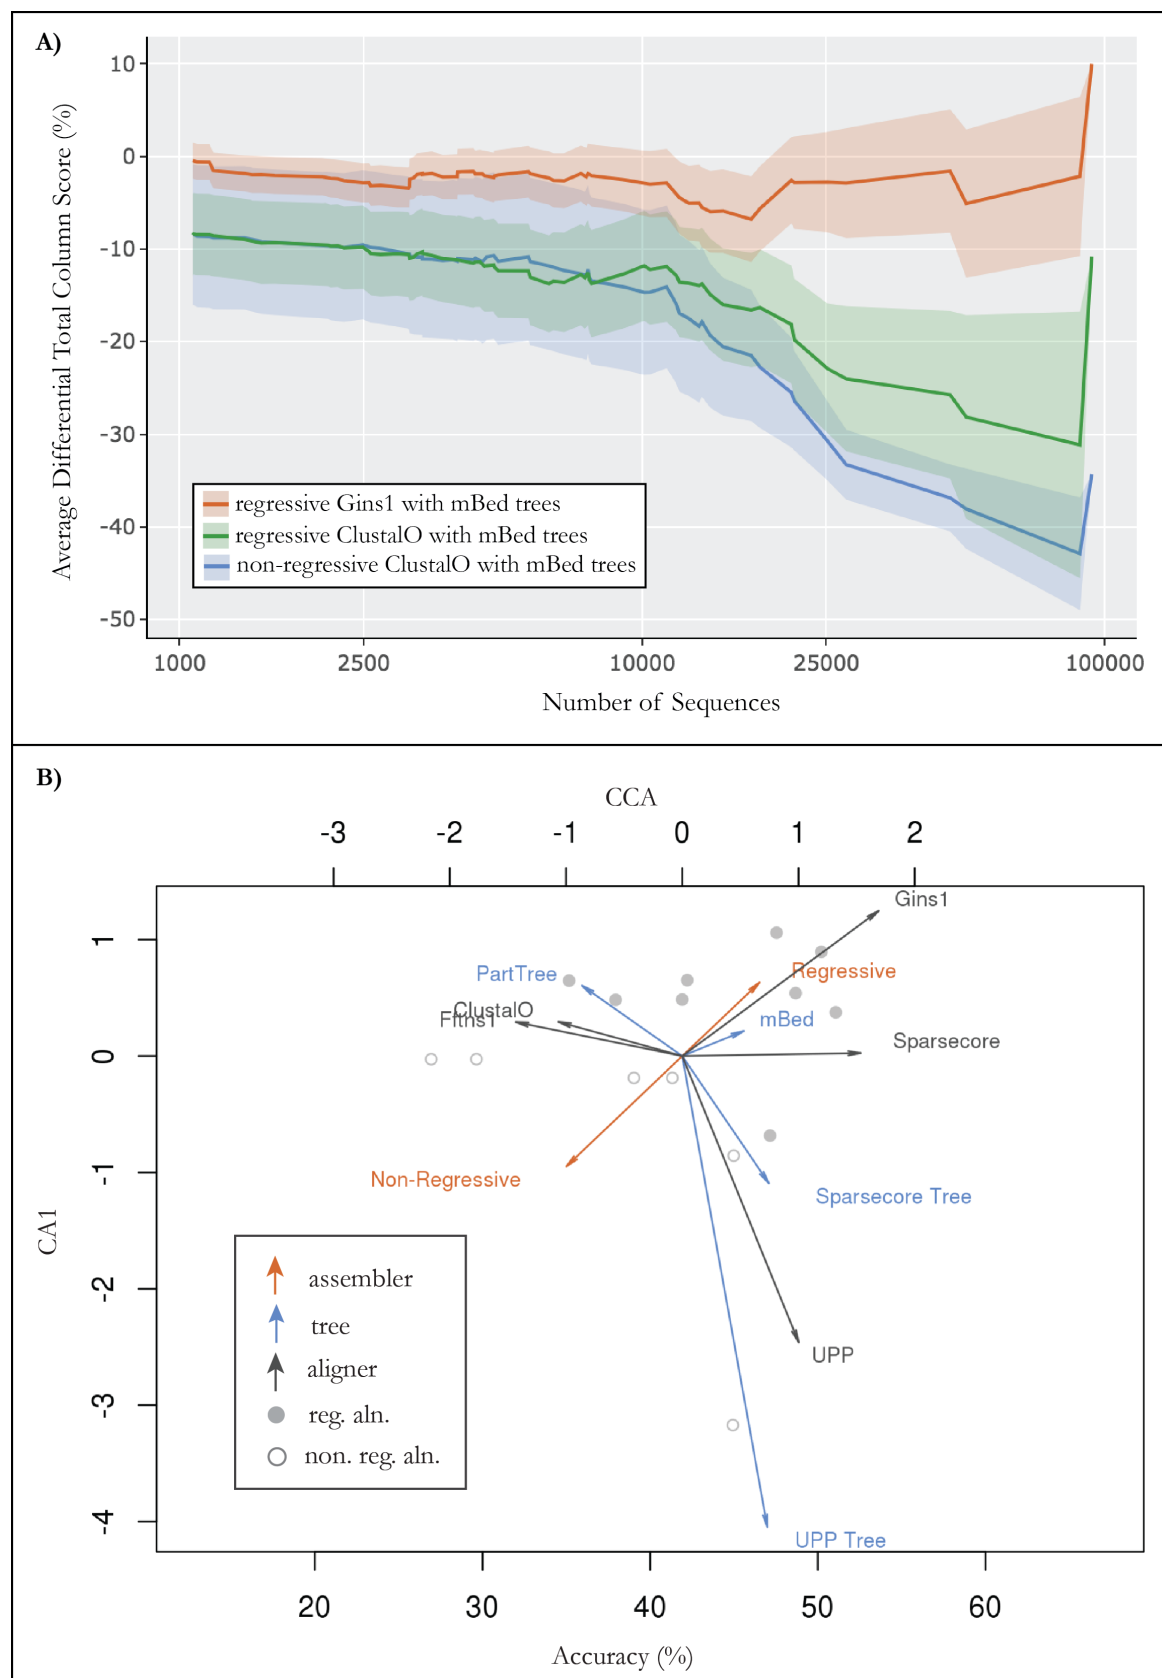 A)
Average Differential Total Column Score (%)
10
0
-10
-20
-30
-40
-50
regressive Gins1 with mBed trees
regressive ClustalO with mBed trees
non-regressive ClustalO with mBed trees
1000 2500 10000 25000 100000
Number of Sequences
B)
CCA
-3 -2 -1 0 1 2
CA1
1
0
-1
-2
-3
-4
Gins1
PartTree
Regressive
ClustalO
Fftns1
mBed
Sparsecore
Non-Regressive
Sparsecore Tree
UPP
UPP Tree
assembler
tree
aligner
reg. aln.
non. reg. aln.
20 30 40 50 60
Accuracy (%)